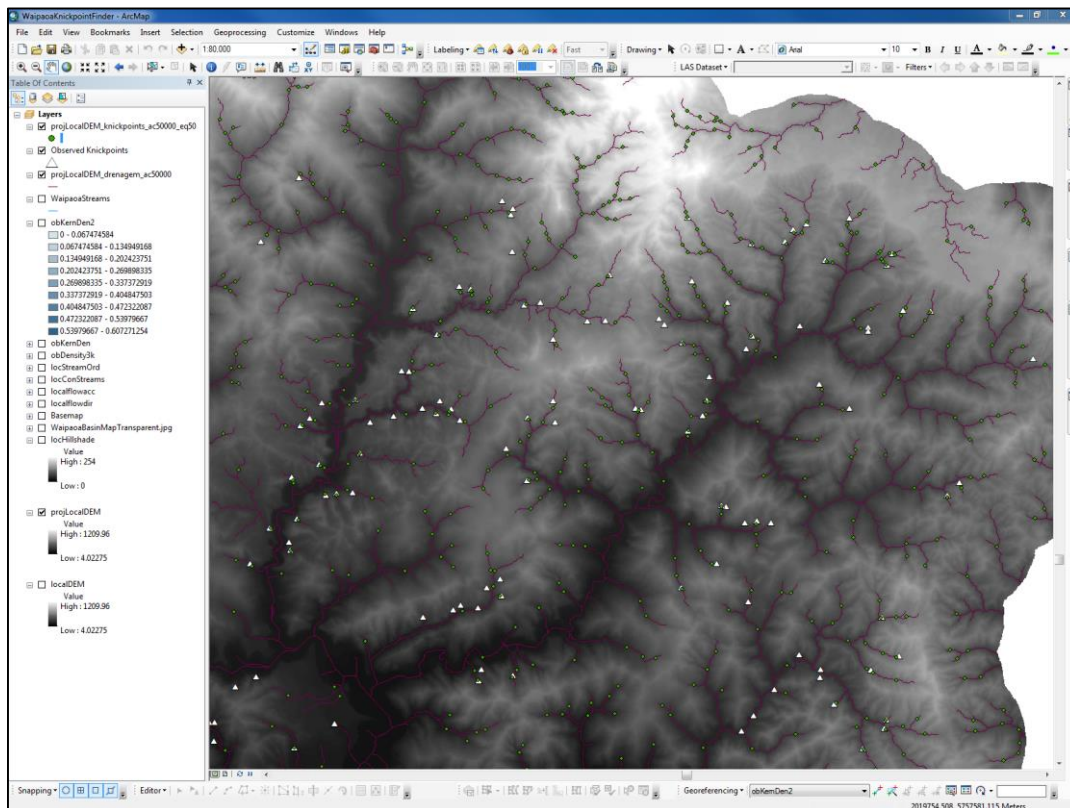 WaipaoaKnickpointFinder - ArcMap
File Edit View Bookmarks Insert Selection Geoprocessing Customize Windows Help
1:80,000 Labeling Fast Drawing A Arial 10 B I U A
LAS Dataset Filters
Table Of Contents
Layers
projLocalDEM_knickpoints_ac50000_eq50
Observed Knickpoints
projLocalDEM_drenagem_ac50000
WaipaoaStreams
obKernDen2
0 - 0.067474584
0.067474584 - 0.134949168
0.134949168 - 0.202423751
0.202423751 - 0.269898335
0.269898335 - 0.337372919
0.337372919 - 0.404847503
0.404847503 - 0.472322087
0.472322087 - 0.53979667
0.53979667 - 0.607271254
obKernDen
obDensity3k
locStreamOrd
locConStreams
localflowacc
localflowdir
Basemap
WaipaoaBasinMapTransparent.jpg
locHillshade
Value
High : 254
Low : 0
projLocalDEM
Value
High : 1209.96
Low : 4.02275
localDEM
Value
High : 1209.96
Low : 4.02275
Snapping Editor Georeferencing obKernDen2
2019754.508 5757581.115 Meters